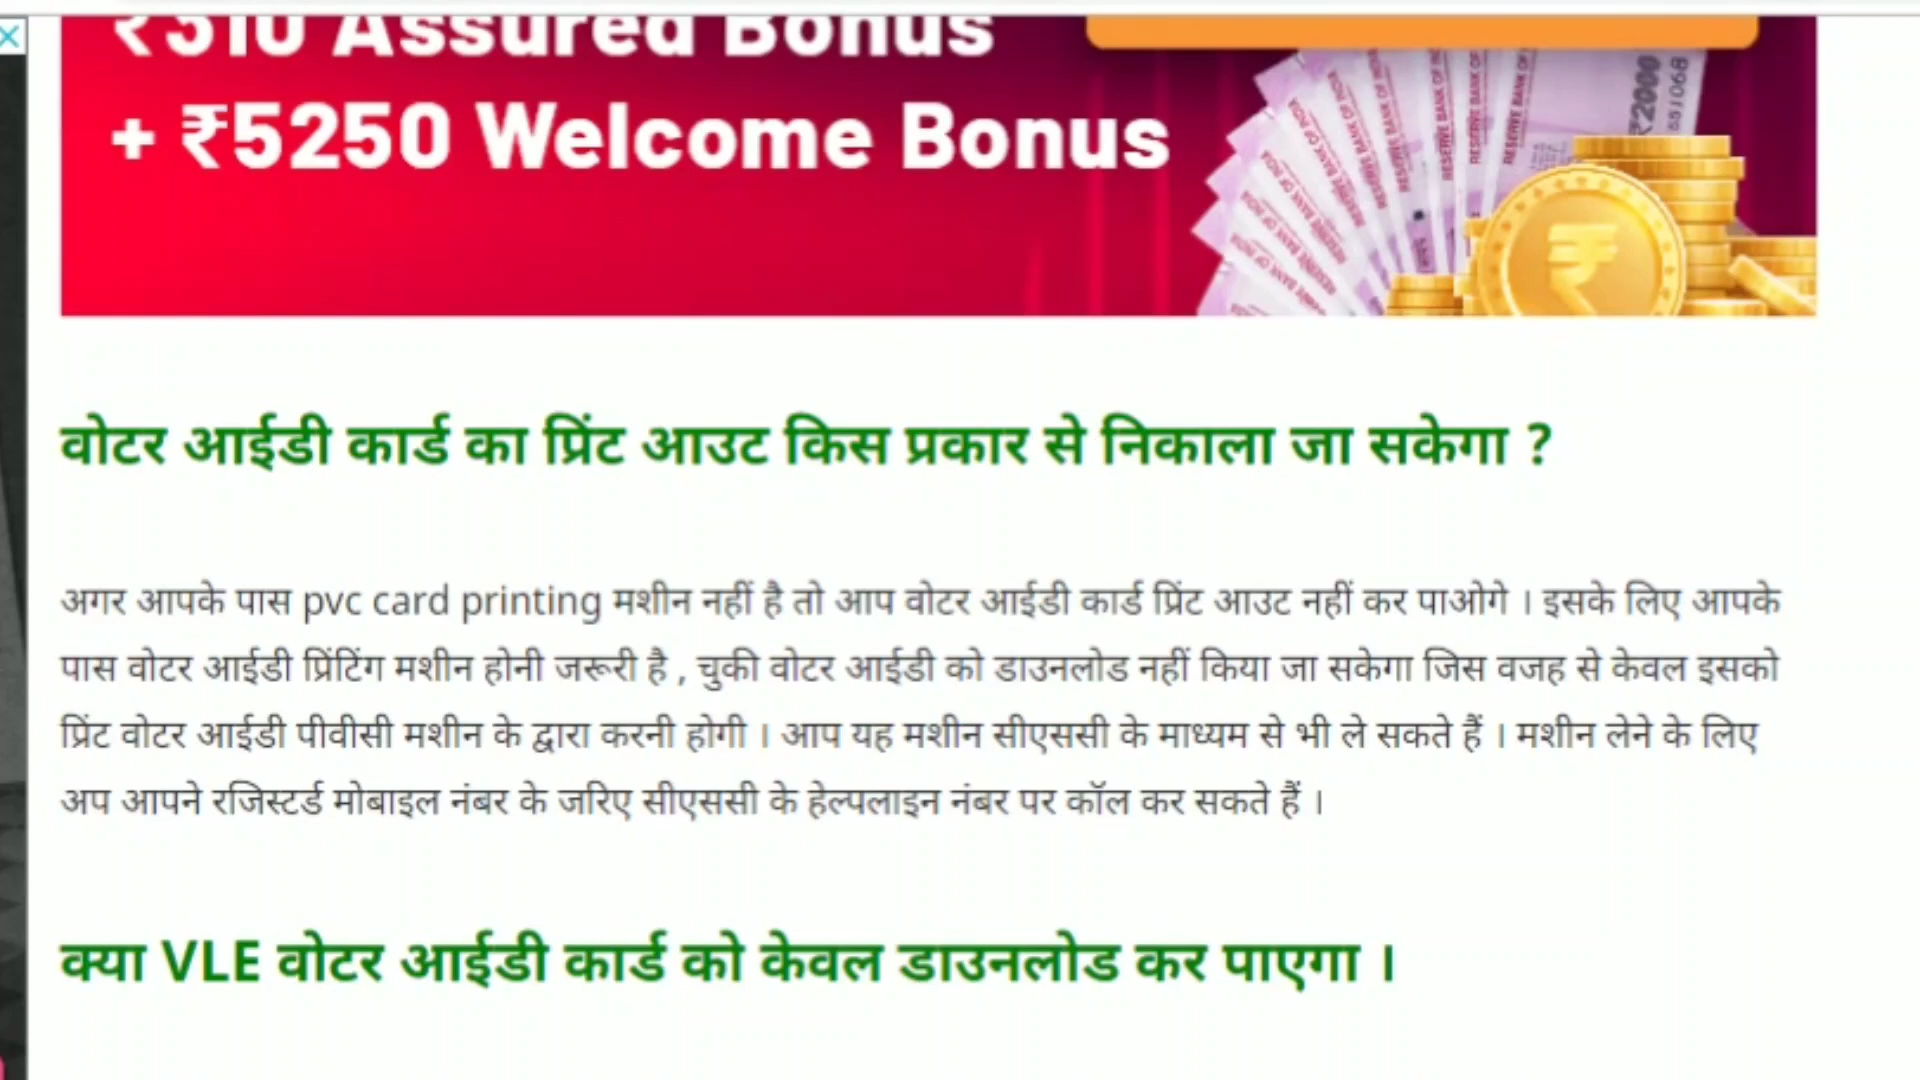 ₹510 Assured Bonus
+ ₹5250 Welcome Bonus
वोटर आईडी कार्ड का प्रिंट आउट किस प्रकार से निकाला जा सकेगा ?
अगर आपके पास pvc card printing मशीन नहीं है तो आप वोटर आईडी कार्ड प्रिंट आउट नहीं कर पाओगे । इसके लिए आपके
पास वोटर आईडी प्रिंटिंग मशीन होनी जरूरी है , चुकी वोटर आईडी को डाउनलोड नहीं किया जा सकेगा जिस वजह से केवल इसको
प्रिंट वोटर आईडी पीवीसी मशीन के द्वारा करनी होगी । आप यह मशीन सीएससी के माध्यम से भी ले सकते हैं । मशीन लेने के लिए
अप आपने रजिस्टर्ड मोबाइल नंबर के जरिए सीएससी के हेल्पलाइन नंबर पर कॉल कर सकते हैं ।
क्या VLE वोटर आईडी कार्ड को केवल डाउनलोड कर पाएगा ।